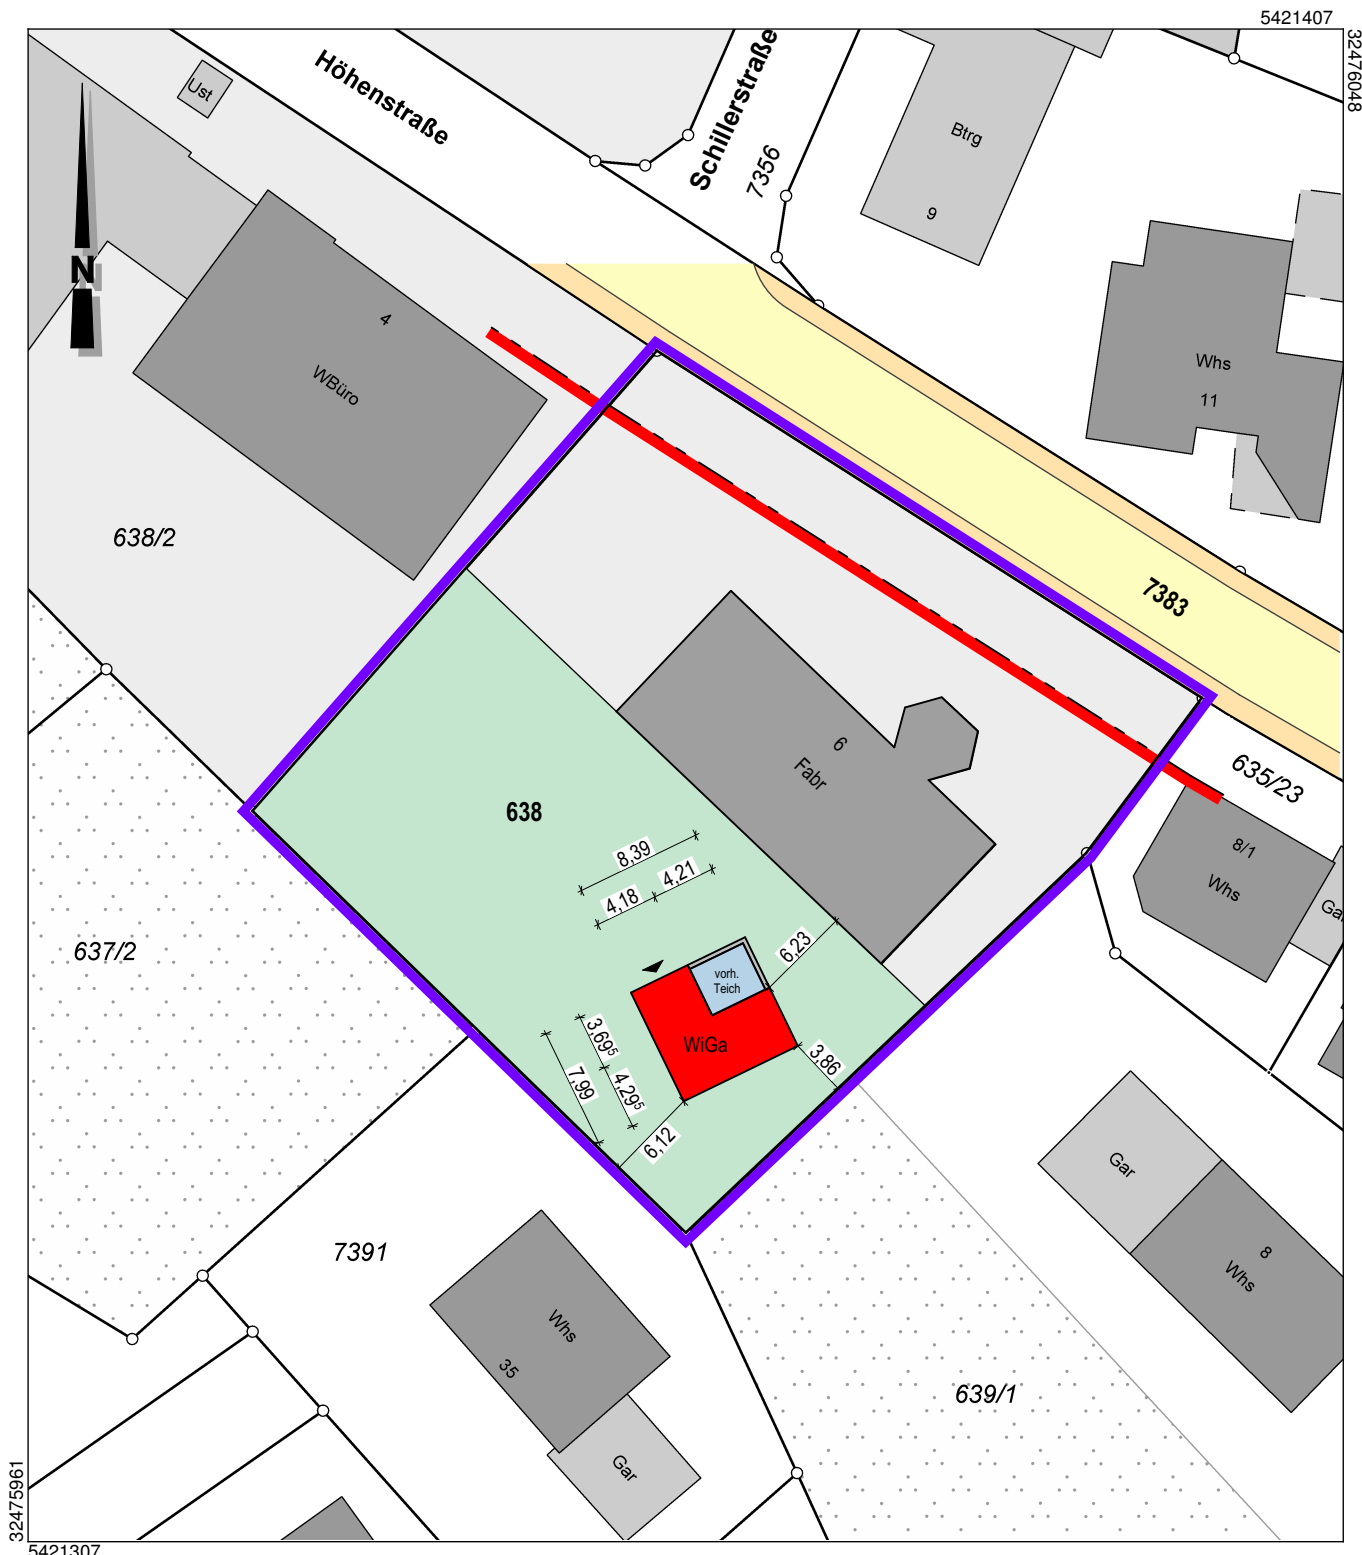 5421407
32476048
Höhenstraße
Schillerstraße
7356
Ust
Btrg
9
N
4
WBüro
Whs
11
638/2
7383
6
Fabr
635/23
638
8/1
Whs
Ga
8,39
4,18
4,21
637/2
6,23
vorh.
Teich
WiGa
3,69⁵
4,29⁵
7,99
3,86
6,12
Gar
8
Whs
7391
Whs
35
639/1
Gar
32475961
5421307